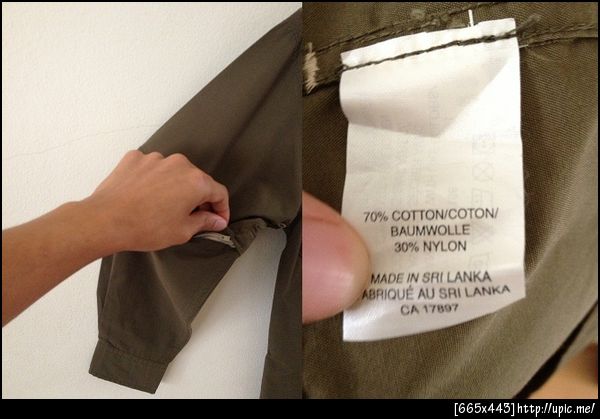 70% COTTON/COTON/
BAUMWOLLE
30% NYLON
MADE IN SRI LANKA
FABRIQUÉ AU SRI LANKA
CA 17897
[665x443]http://upic.me/